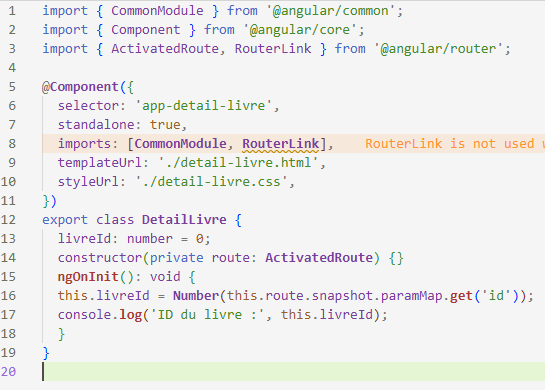 1 import { CommonModule } from '@angular/common';
2 import { Component } from '@angular/core';
3 import { ActivatedRoute, RouterLink } from '@angular/router';
4
5 @Component({
6   selector: 'app-detail-livre',
7   standalone: true,
8   imports: [CommonModule, RouterLink],    RouterLink is not used
9   templateUrl: './detail-livre.html',
10   styleUrl: './detail-livre.css',
11 })
12 export class DetailLivre {
13   livreId: number = 0;
14   constructor(private route: ActivatedRoute) {}
15   ngOnInit(): void {
16   this.livreId = Number(this.route.snapshot.paramMap.get('id'));
17   console.log('ID du livre :', this.livreId);
18   }
19 }
20